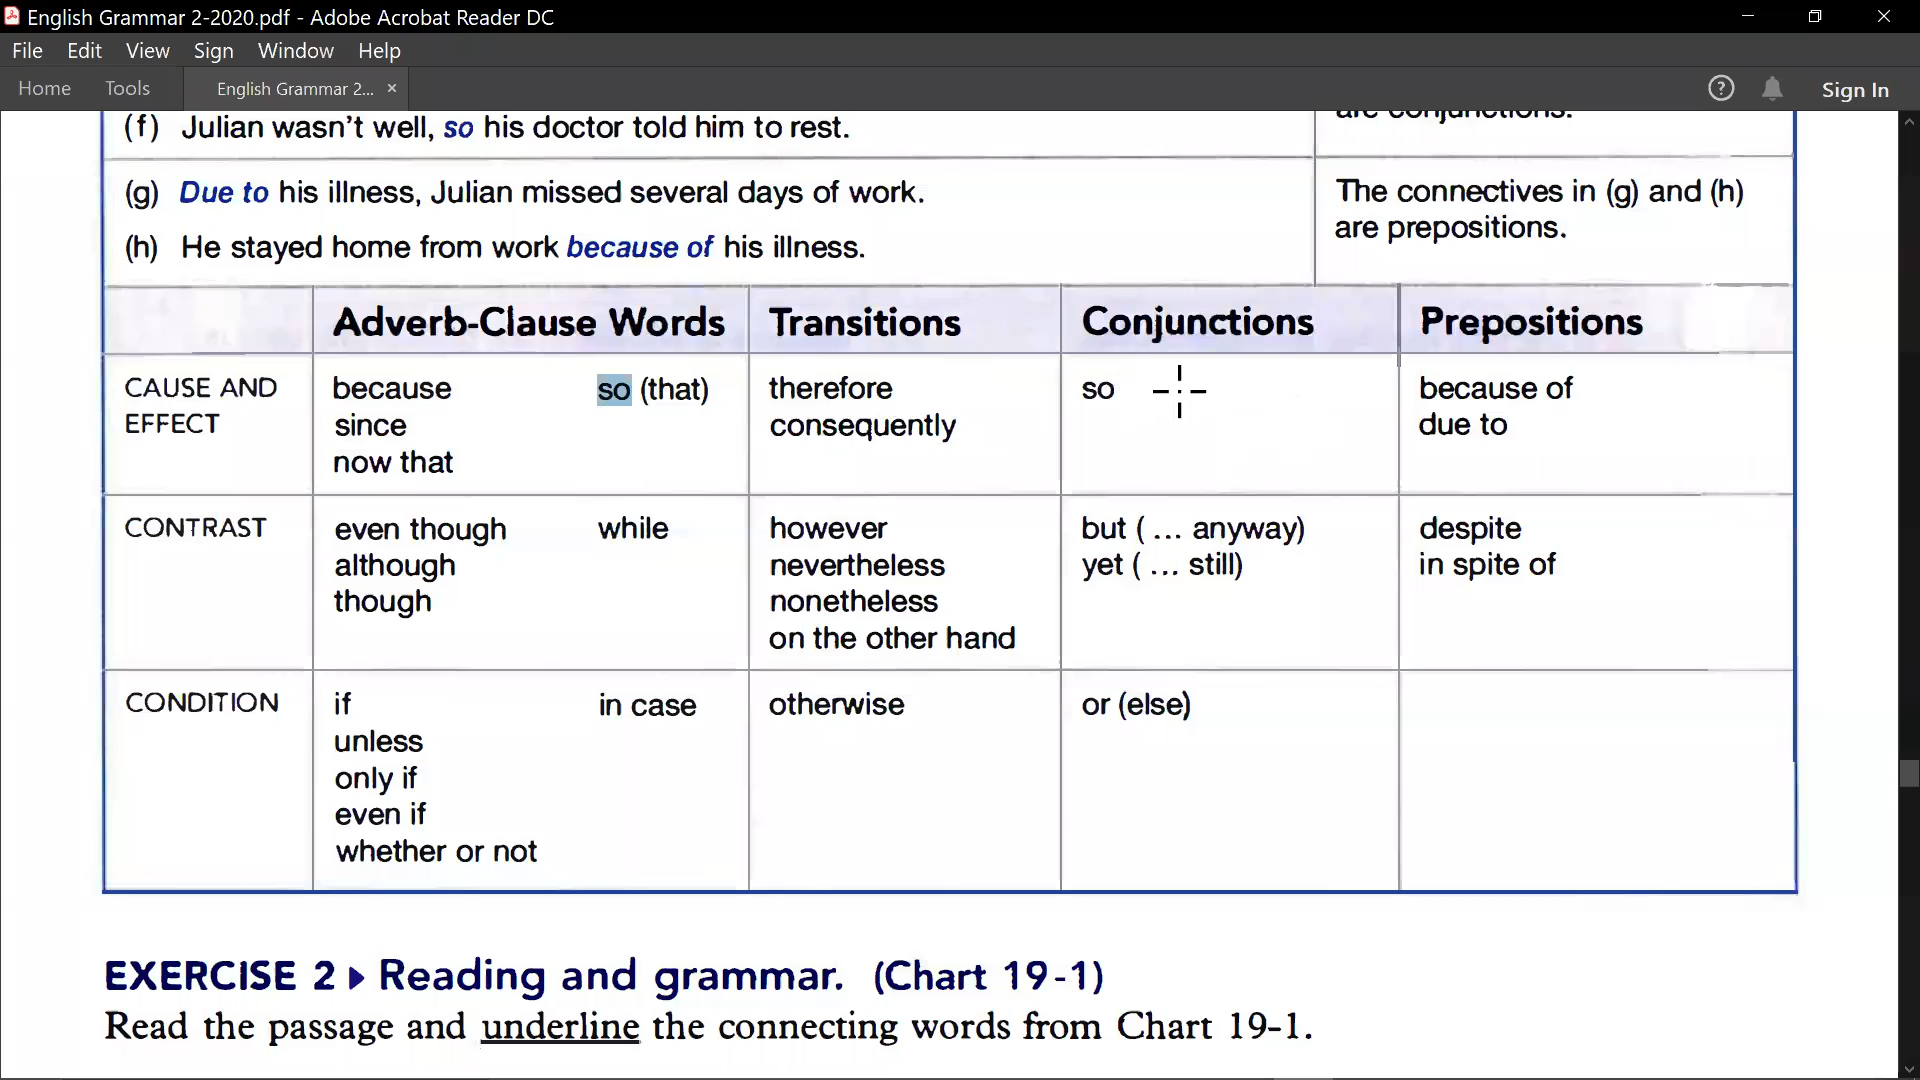 English Grammar 2-2020.pdf - Adobe Acrobat Reader DC
File Edit View Sign Window Help
Home Tools English Grammar 2... × ? Sign In
(f) Julian wasn't well, so his doctor told him to rest.
are conjunctions.
(g) Due to his illness, Julian missed several days of work.
(h) He stayed home from work because of his illness.
The connectives in (g) and (h)
are prepositions.
Adverb-Clause Words Transitions Conjunctions Prepositions
CAUSE AND because so (that) therefore so because of
EFFECT since consequently due to
now that
CONTRAST even though while however but ( ... anyway) despite
although nevertheless yet ( ... still) in spite of
though nonetheless
on the other hand
CONDITION if in case otherwise or (else)
unless
only if
even if
whether or not
EXERCISE 2 ▸ Reading and grammar. (Chart 19-1)
Read the passage and underline the connecting words from Chart 19-1.